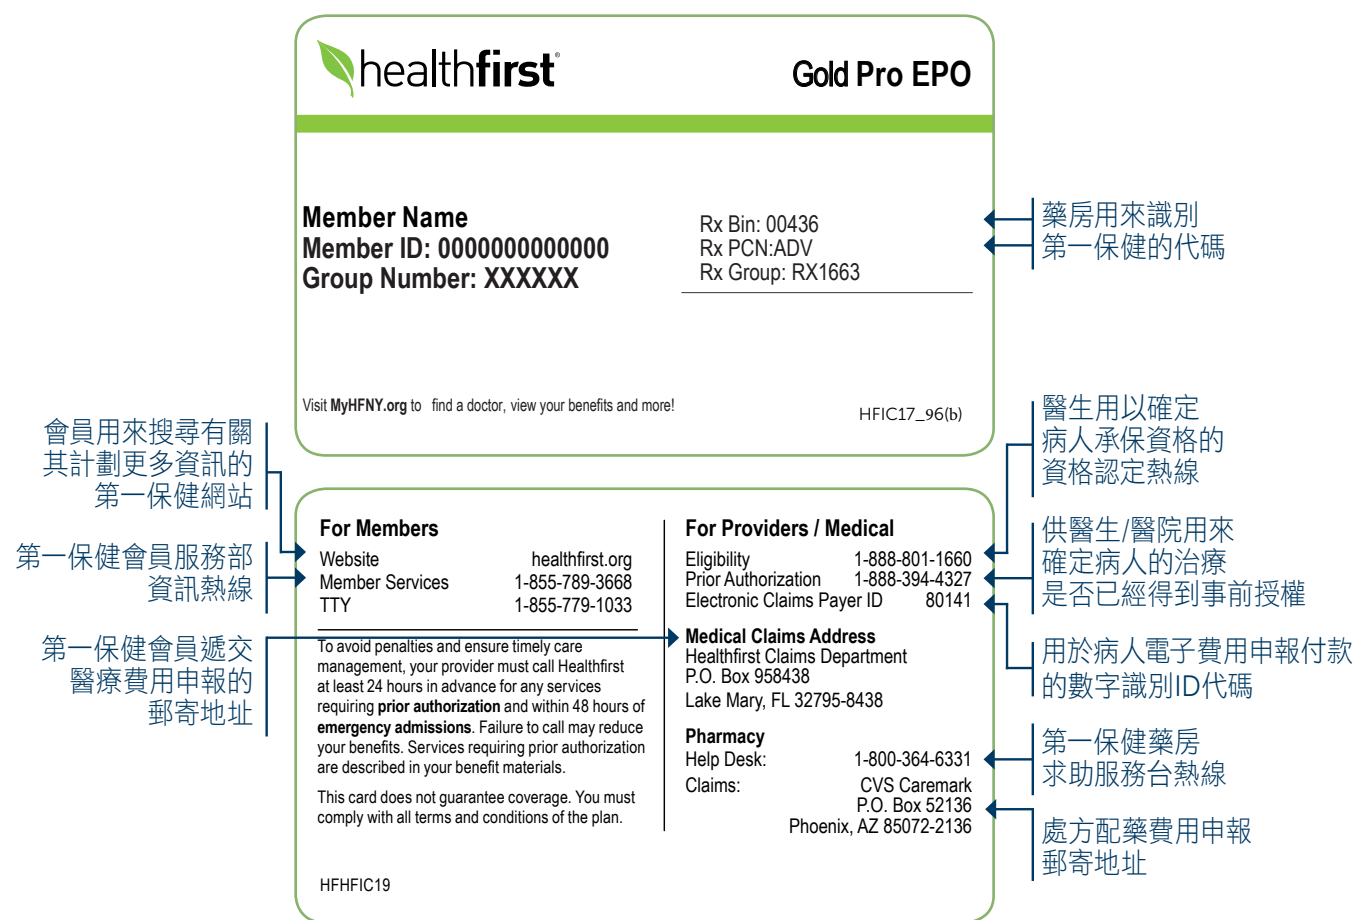 healthfirst®
Gold Pro EPO
Member Name
Member ID: 0000000000000
Group Number: XXXXXX
Rx Bin: 00436
Rx PCN:ADV
Rx Group: RX1663
藥房用來識別
第一保健的代碼
Visit MyHFNY.org to find a doctor, view your benefits and more!
HFIC17_96(b)
會員用來搜尋有關
其計劃更多資訊的
第一保健網站
第一保健會員服務部
資訊熱線
第一保健會員遞交
醫療費用申報的
郵寄地址
For Members
Website healthfirst.org
Member Services 1-855-789-3668
TTY 1-855-779-1033
To avoid penalties and ensure timely care
management, your provider must call Healthfirst
at least 24 hours in advance for any services
requiring prior authorization and within 48 hours of
emergency admissions. Failure to call may reduce
your benefits. Services requiring prior authorization
are described in your benefit materials.
This card does not guarantee coverage. You must
comply with all terms and conditions of the plan.
HFHFIC19
For Providers / Medical
Eligibility 1-888-801-1660
Prior Authorization 1-888-394-4327
Electronic Claims Payer ID 80141
Medical Claims Address
Healthfirst Claims Department
P.O. Box 958438
Lake Mary, FL 32795-8438
Pharmacy
Help Desk: 1-800-364-6331
Claims: CVS Caremark
P.O. Box 52136
Phoenix, AZ 85072-2136
醫生用以確定
病人承保資格的
資格認定熱線
供醫生/醫院用來
確定病人的治療
是否已經得到事前授權
用於病人電子費用申報付款
的數字識別ID代碼
第一保健藥房
求助服務台熱線
處方配藥費用申報
郵寄地址